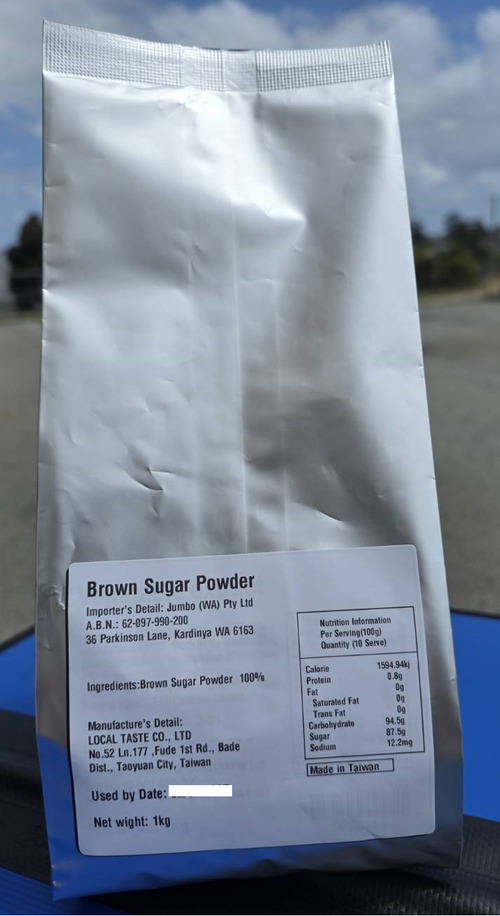 Brown Sugar Powder
Importer's Detail: Jumbo (WA) Pty Ltd
A.B.N.: 62-097-990-200
36 Parkinson Lane, Kardinya WA 6163
Ingredients:Brown Sugar Powder 100%
Manufacture's Detail:
LOCAL TASTE CO., LTD
No.52 Ln.177 ,Fude 1st Rd., Bade
Dist., Taoyuan City, Taiwan
Used by Date:
Net wight: 1kg
Nutrition Information
Per Serving(100g)
Quantity (10 Serve)
Calorie 1594.94kj
Protein 0.8g
Fat 0g
Saturated Fat 0g
Trans Fat 0g
Carbohydrate 94.5g
Sugar 87.5g
Sodium 12.2mg
Made in Taiwan